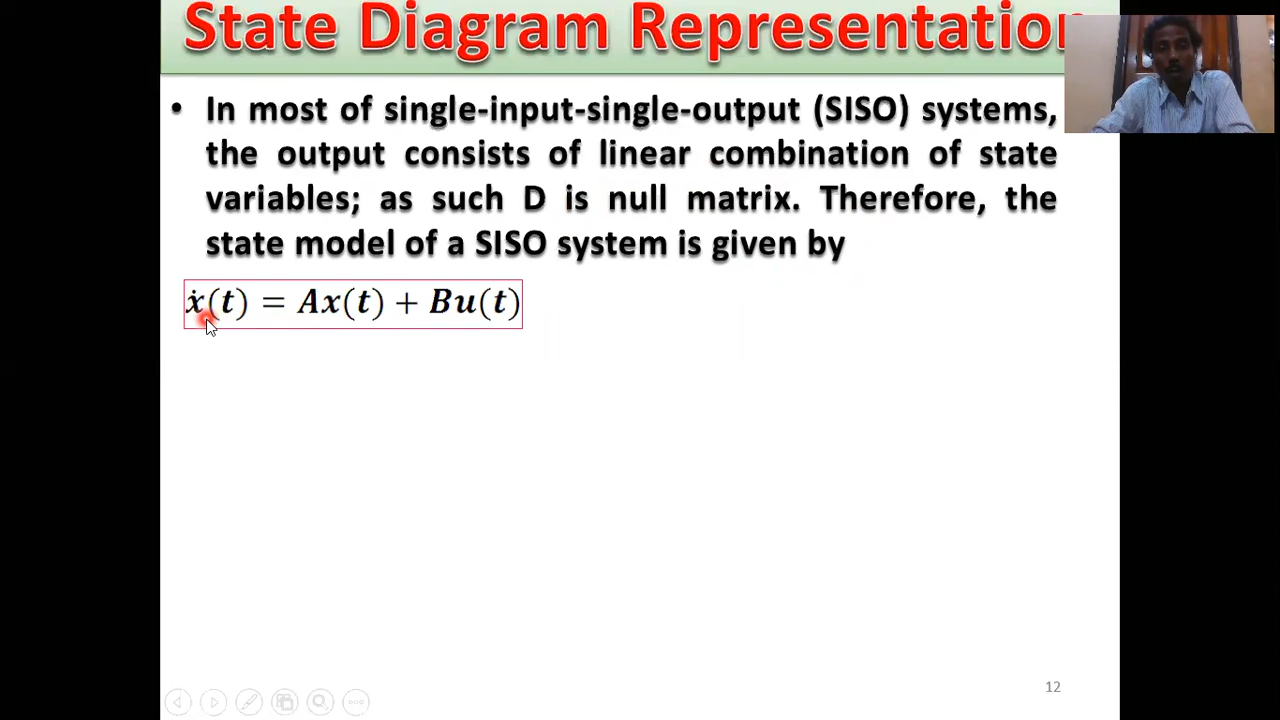 State Diagram Representation
• In most of single-input-single-output (SISO) systems,
the output consists of linear combination of state
variables; as such D is null matrix. Therefore, the
state model of a SISO system is given by
ẋ(t) = Ax(t) + Bu(t)
12